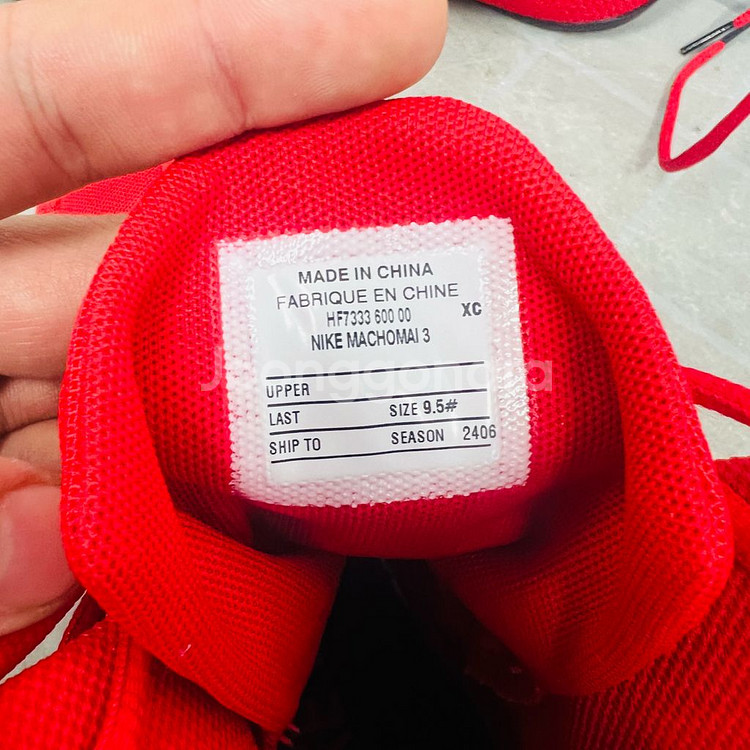 MADE IN CHINA
FABRIQUE EN CHINE
HF7333 600 00 XC
NIKE MACHOMAI 3
UPPER
LAST SIZE 9.5#
SHIP TO SEASON 2406
Joonggonara